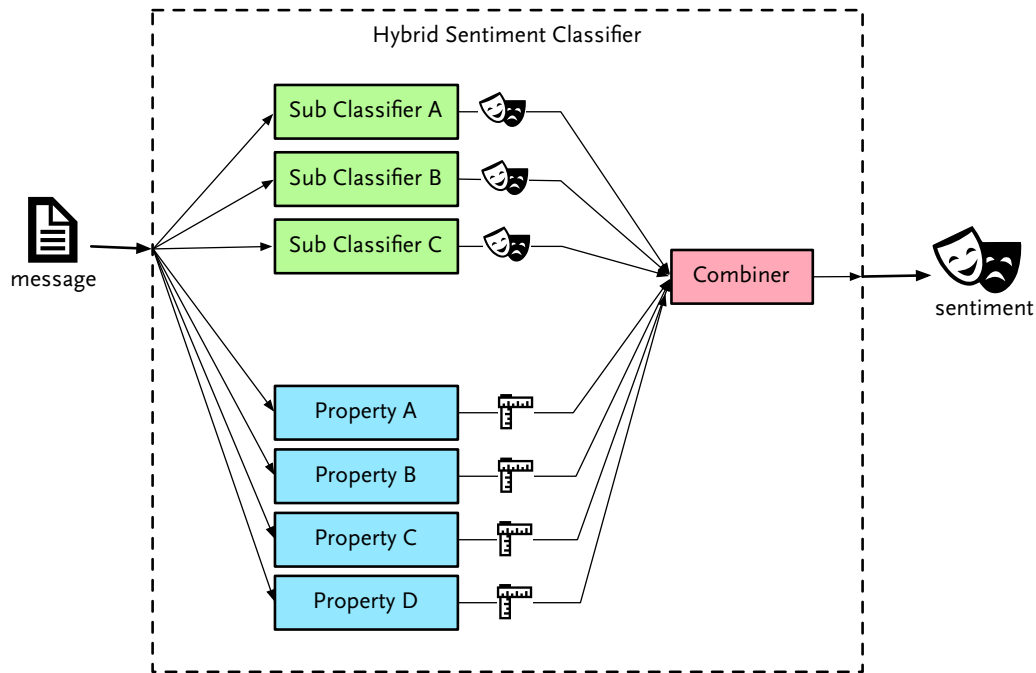 Hybrid Sentiment Classifier
Sub Classifier A
Sub Classifier B
Sub Classifier C
message
Combiner
sentiment
Property A
Property B
Property C
Property D